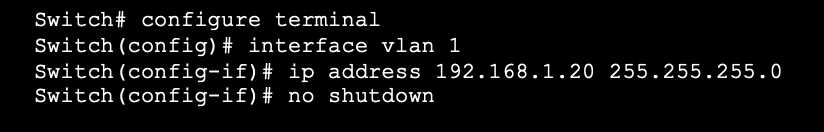 Switch# configure terminal
Switch(config)# interface vlan 1
Switch(config-if)# ip address 192.168.1.20 255.255.255.0
Switch(config-if)# no shutdown